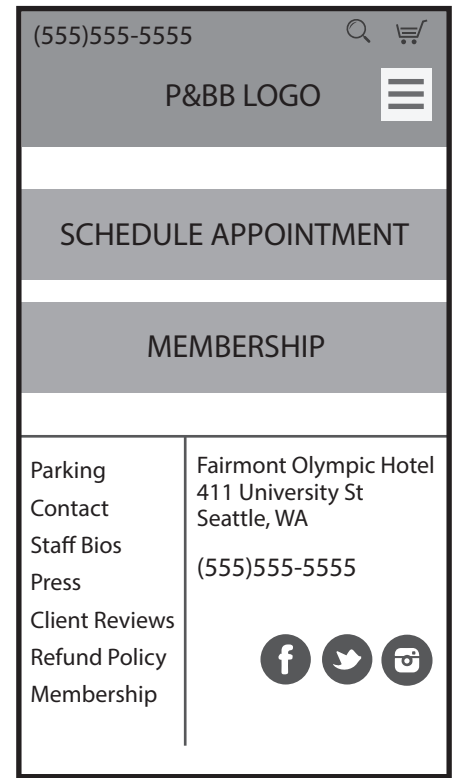 (555)555-5555
P&BB LOGO
SCHEDULE APPOINTMENT
MEMBERSHIP
Parking
Contact
Staff Bios
Press
Client Reviews
Refund Policy
Membership
Fairmont Olympic Hotel
411 University St
Seattle, WA
(555)555-5555